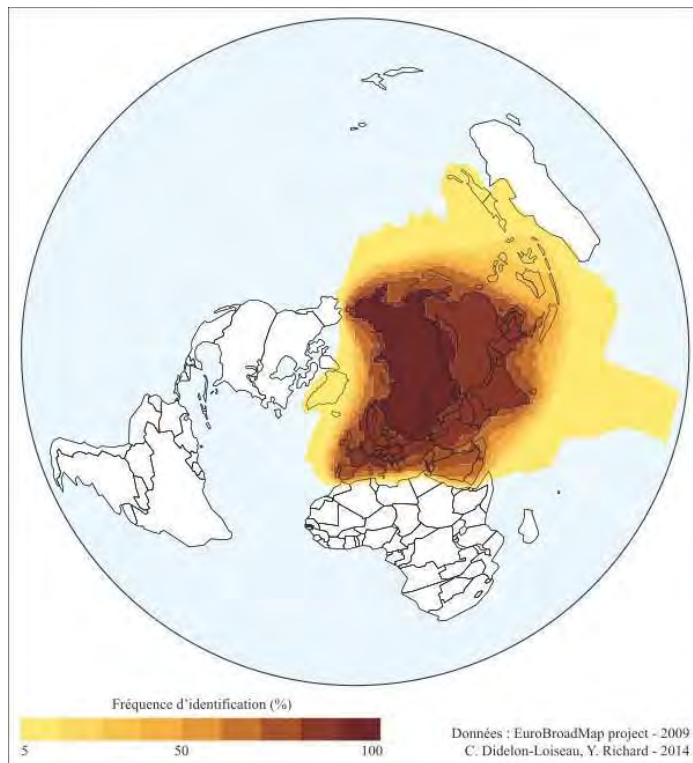 Fréquence d'identification (%)
5 50 100
Données : EuroBroadMap project - 2009
C. Didelon-Loiseau, Y. Richard - 2014